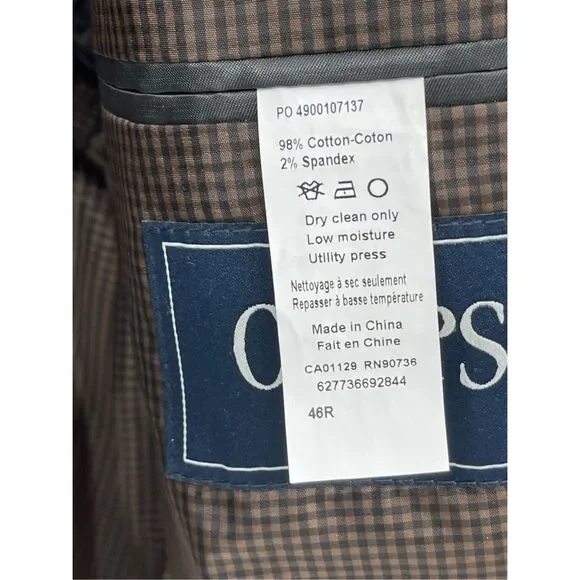 PO 4900107137
98% Cotton-Coton
2% Spandex
Dry clean only
Low moisture
Utility press
Nettoyage à sec seulement
Repasser à basse température
Made in China
Fait en Chine
CA01129 RN90736
627736692844
46R